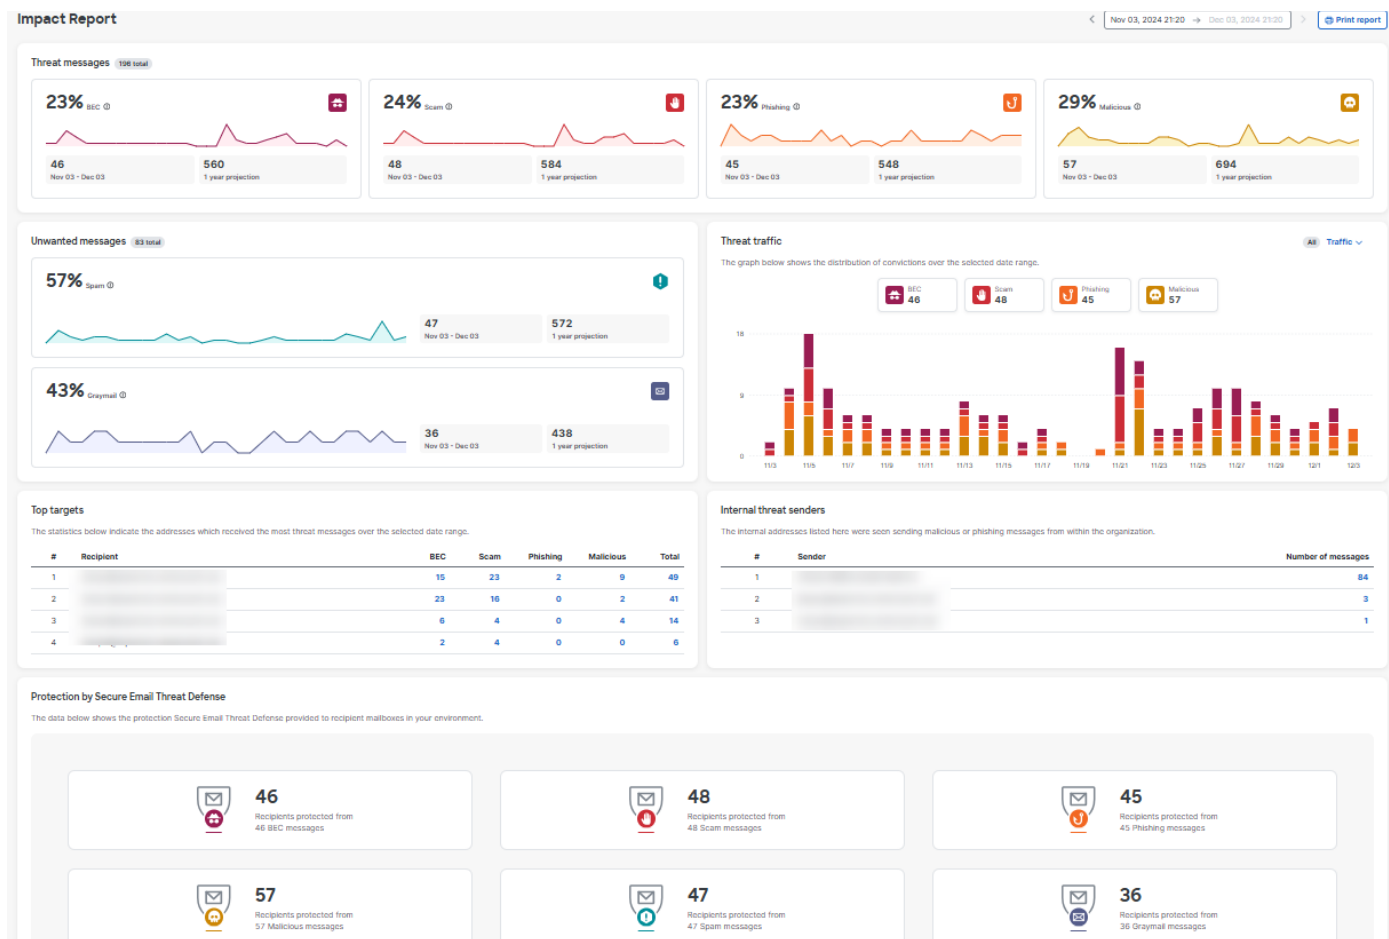 Impact Report
Nov 03, 2024 21:20 → Dec 03, 2024 21:20
Print report
Threat messages 196 total
23% BEC
46
Nov 03 - Dec 03
560
1 year projection
24% Scam
48
Nov 03 - Dec 03
584
1 year projection
23% Phishing
45
Nov 03 - Dec 03
548
1 year projection
29% Malicious
57
Nov 03 - Dec 03
694
1 year projection
Unwanted messages 83 total
57% Spam
47
Nov 03 - Dec 03
572
1 year projection
43% Graymail
36
Nov 03 - Dec 03
438
1 year projection
Threat traffic
All Traffic
The graph below shows the distribution of convictions over the selected date range.
BEC
46
Scam
48
Phishing
45
Malicious
57
18
9
0
11/3 11/5 11/7 11/9 11/11 11/13 11/15 11/17 11/19 11/21 11/23 11/25 11/27 11/29 12/1 12/3
Top targets
The statistics below indicate the addresses which received the most threat messages over the selected date range.
# Recipient BEC Scam Phishing Malicious Total
1 15 23 2 9 49
2 23 16 0 2 41
3 6 4 0 4 14
4 2 4 0 0 6
Internal threat senders
The internal addresses listed here were seen sending malicious or phishing messages from within the organization.
# Sender Number of messages
1 84
2 3
3 1
Protection by Secure Email Threat Defense
The data below shows the protection Secure Email Threat Defense provided to recipient mailboxes in your environment.
46
Recipients protected from
46 BEC messages
48
Recipients protected from
48 Scam messages
45
Recipients protected from
45 Phishing messages
57
Recipients protected from
57 Malicious messages
47
Recipients protected from
47 Spam messages
36
Recipients protected from
36 Graymail messages